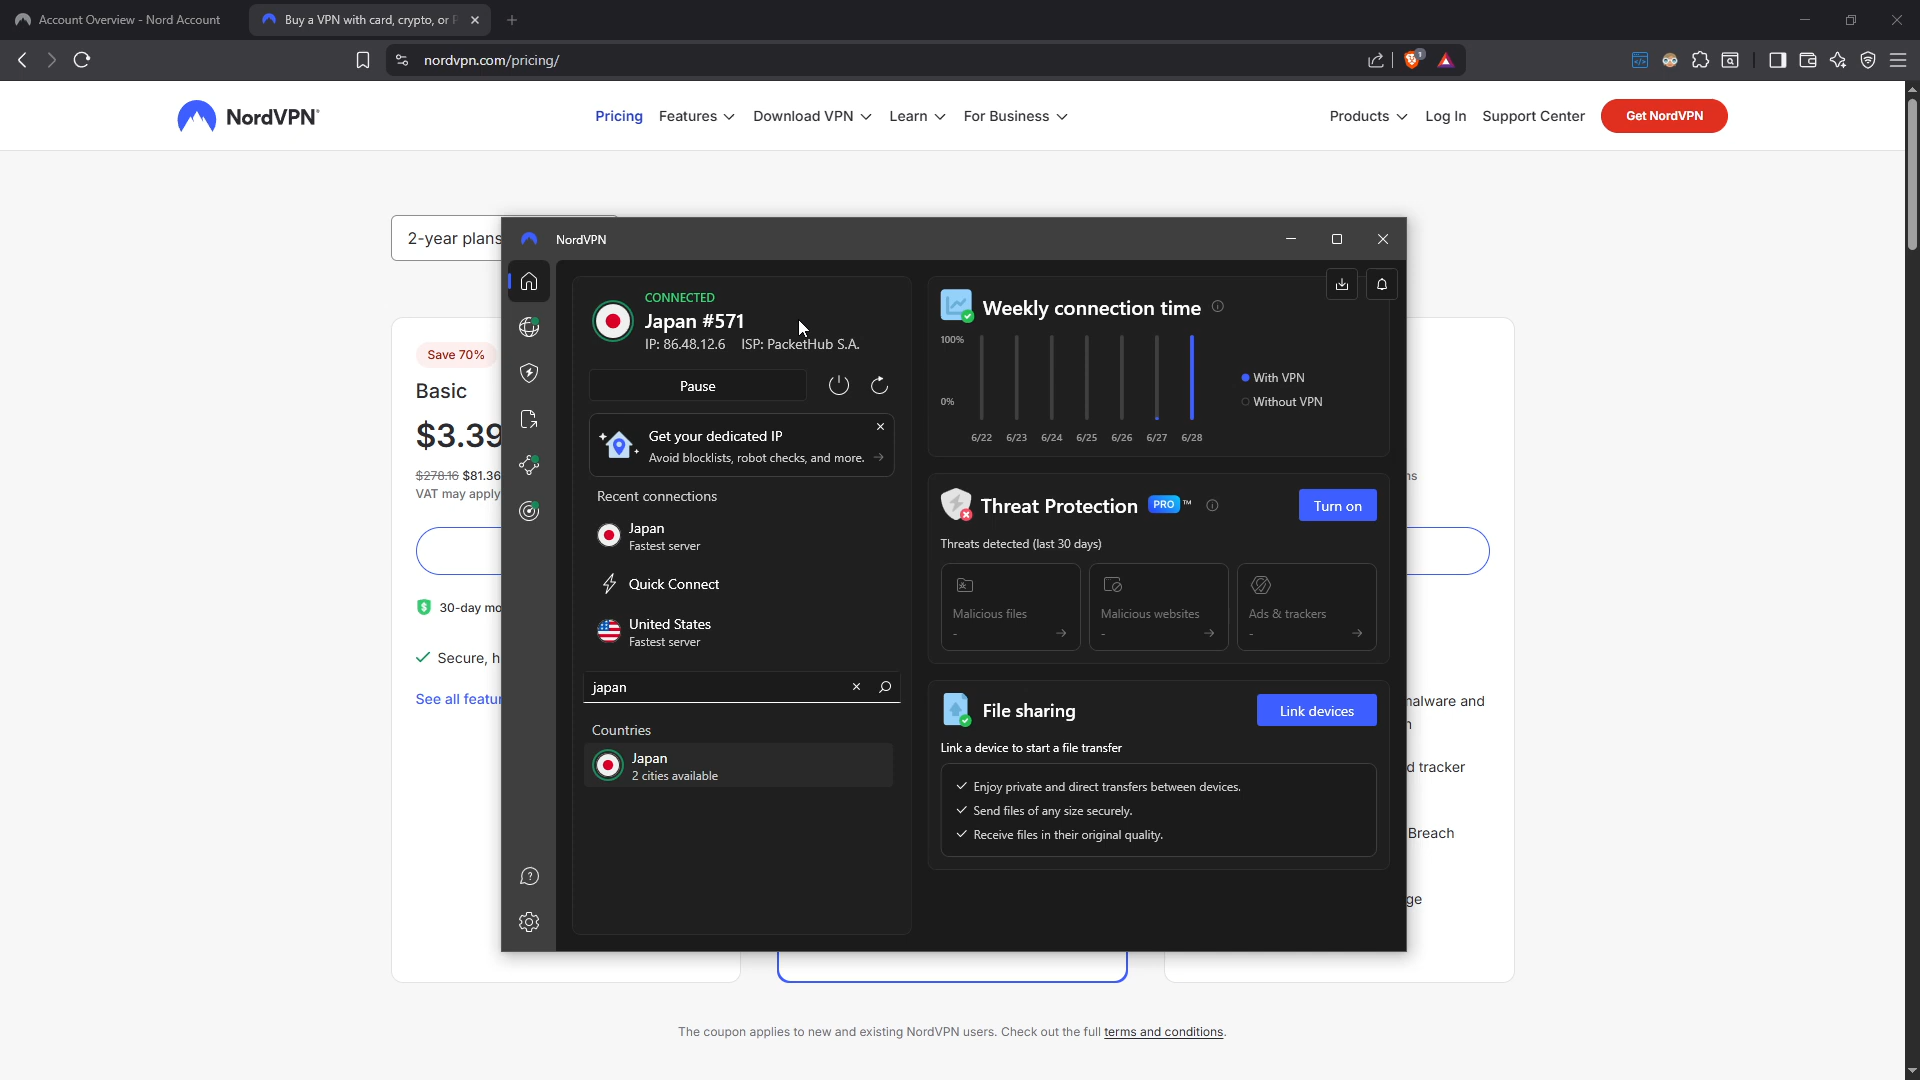 Account Overview - Nord Account
Buy a VPN with card, crypto, or
nordvpn.com/pricing/
1
NordVPN
Pricing
Features
Download VPN
Learn
For Business
Products
Log In
Support Center
Get NordVPN
2-year plans
Save 70%
Basic
$3.39
$278.16 $81.36
VAT may apply
30-day
Secure,
See all
malware and
d tracker
Breach
NordVPN
CONNECTED
Japan #571
IP: 86.48.12.6 ISP: PacketHub S.A.
Pause
Get your dedicated IP
Avoid blocklists, robot checks, and more.
Recent connections
Japan
Fastest server
Quick Connect
United States
Fastest server
japan
Countries
Japan
2 cities available
Weekly connection time
100%
0%
6/22 6/23 6/24 6/25 6/26 6/27 6/28
With VPN
Without VPN
Threat Protection PRO ™
Turn on
Threats detected (last 30 days)
Malicious files
-
Malicious websites
-
Ads & trackers
-
File sharing
Link devices
Link a device to start a file transfer
Enjoy private and direct transfers between devices.
Send files of any size securely.
Receive files in their original quality.
The coupon applies to new and existing NordVPN users. Check out the full terms and conditions.